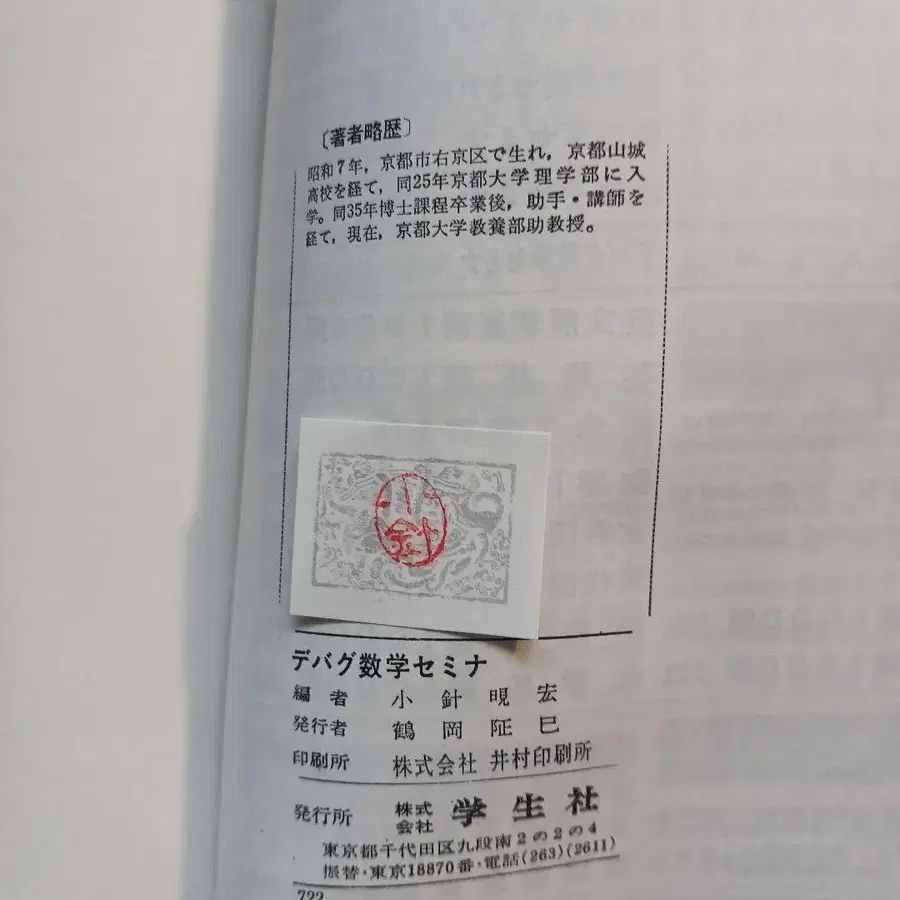 〔著者略歴〕
昭和7年，京都市右京区で生れ，京都山城
高校を経て，同25年京都大学理学部に入
学。同35年博士課程卒業後，助手・講師を
経て，現在，京都大学教養部助教授。
小針
デバグ数学セミナ
編者 小針晛宏
発行者 鶴岡阷巳
印刷所 株式会社 井村印刷所
発行所 株式会社 学生社
東京都千代田区九段南2の2の4
振替・東京18870番・電話(263)(2611)
722